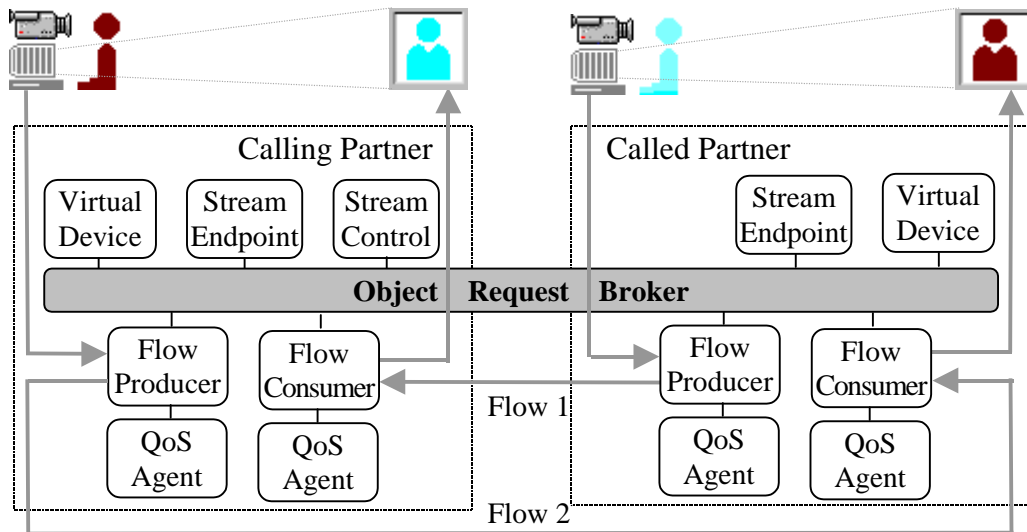 Calling Partner
Called Partner
Virtual
Device
Stream
Endpoint
Stream
Control
Stream
Endpoint
Virtual
Device
Object Request Broker
Flow
Producer
Flow
Consumer
Flow
Producer
Flow
Consumer
Flow 1
QoS
Agent
QoS
Agent
QoS
Agent
QoS
Agent
Flow 2